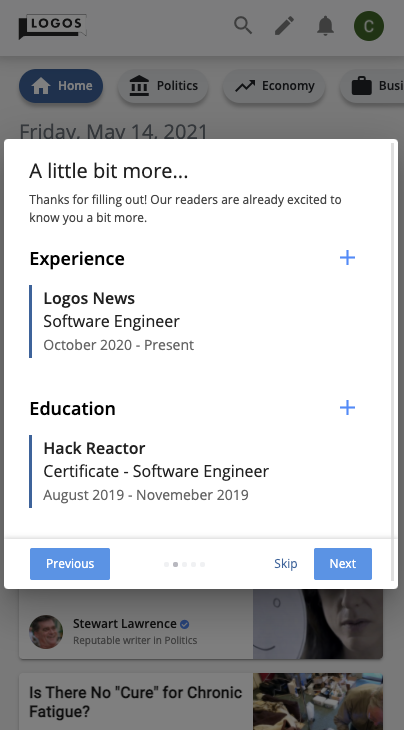 LOGOS
C
Home
Politics
Economy
Busi
Friday, May 14, 2021
A little bit more...
Thanks for filling out! Our readers are already excited to
know you a bit more.
Experience
Logos News
Software Engineer
October 2020 - Present
Education
Hack Reactor
Certificate - Software Engineer
August 2019 - Novemeber 2019
Previous
Skip
Next
Stewart Lawrence
Reputable writer in Politics
Is There No "Cure" for Chronic
Fatigue?